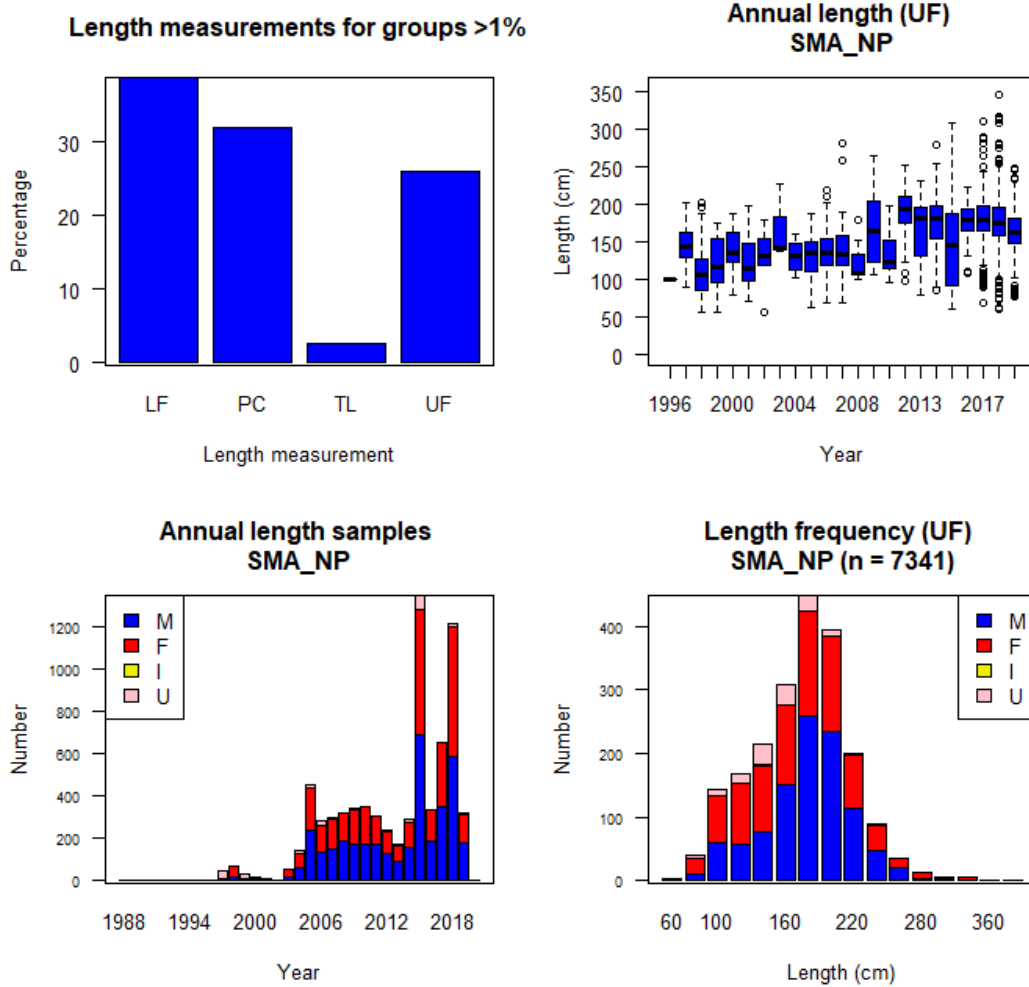 Length measurements for groups >1%
Percentage
30
20
10
0
LF PC TL UF
Length measurement
Annual length (UF)
SMA_NP
Length (cm)
350
300
250
200
150
100
50
0
1996 2000 2004 2008 2013 2017
Year
Annual length samples
SMA_NP
Number
1200
1000
800
600
400
200
0
M
F
I
U
1988 1994 2000 2006 2012 2018
Year
Length frequency (UF)
SMA_NP (n = 7341)
Number
400
300
200
100
0
M
F
I
U
60 100 160 220 280 360
Length (cm)